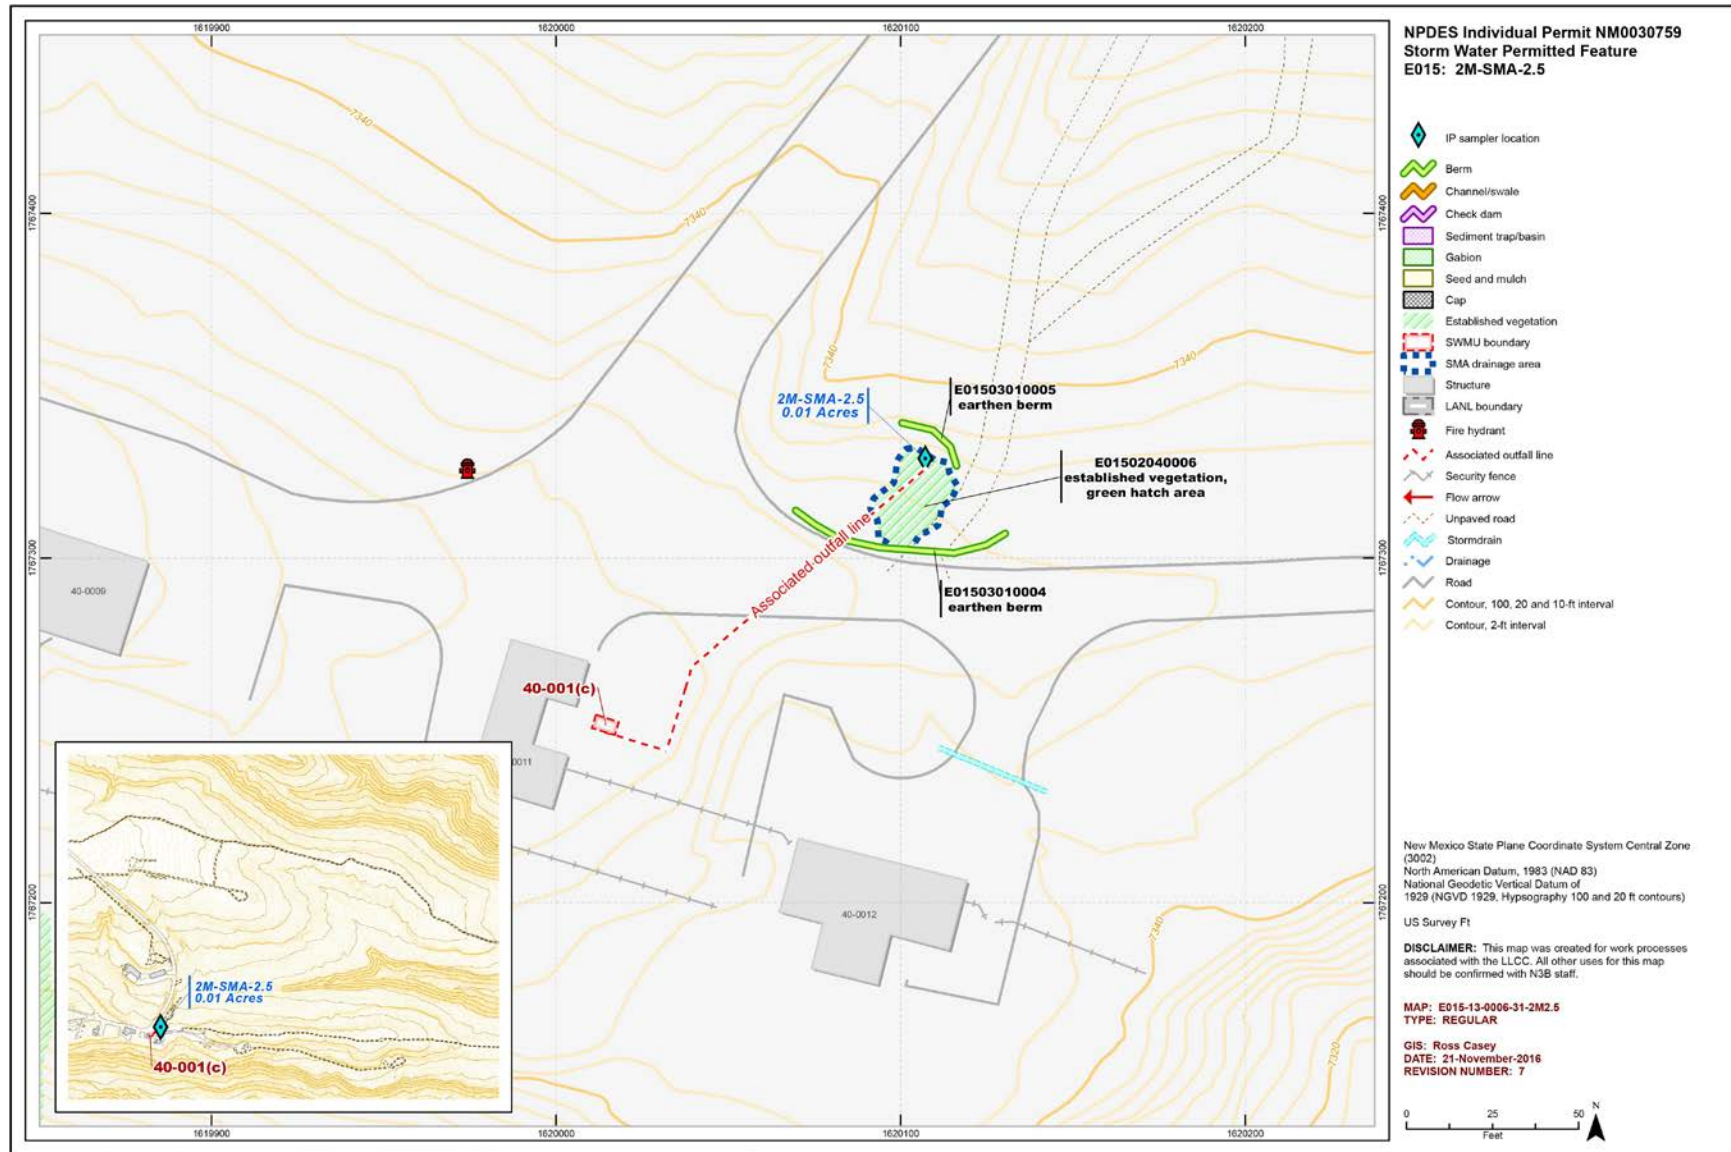 1619900
1620000
1620100
1620200
NPDES Individual Permit NM0030759
Storm Water Permitted Feature
E015: 2M-SMA-2.5
IP sampler location
Berm
Channel/swale
Check dam
Sediment trap/basin
Gabion
Seed and mulch
Cap
Established vegetation
SWMU boundary
SMA drainage area
Structure
LANL boundary
Fire hydrant
Associated outfall line
Security fence
Flow arrow
Unpaved road
Stormdrain
Drainage
Road
Contour, 100, 20 and 10-ft interval
Contour, 2-ft interval
7340
7340
7340
7340
1767400
1767400
2M-SMA-2.5
0.01 Acres
E01503010005
earthen berm
E01502040006
established vegetation,
green hatch area
Associated outfall line
1767300
1767300
E01503010004
earthen berm
40-0009
40-001(c)
0011
40-0012
1767200
1767200
7340
7320
2M-SMA-2.5
0.01 Acres
40-001(c)
1619900
1620000
1620100
1620200
New Mexico State Plane Coordinate System Central Zone
(3002)
North American Datum, 1983 (NAD 83)
National Geodetic Vertical Datum of
1929 (NGVD 1929, Hypsography 100 and 20 ft contours)
US Survey Ft
DISCLAIMER: This map was created for work processes
associated with the LLCC. All other uses for this map
should be confirmed with N3B staff.
MAP: E015-13-0006-31-2M2.5
TYPE: REGULAR
GIS: Ross Casey
DATE: 21-November-2016
REVISION NUMBER: 7
0 25 50
Feet
N